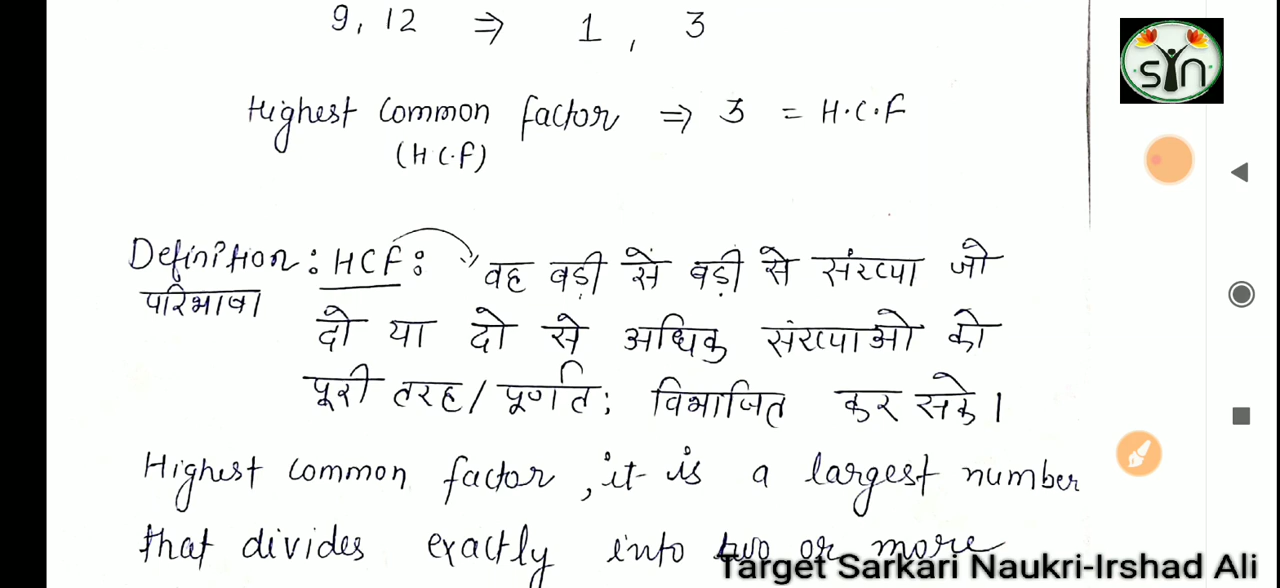 9, 12 ⇒ 1, 3
Highest Common factor ⇒ 3 = H.C.F
(H C.F)
Definition: HCF: वह बड़ी से बड़ी से संख्या जो
परिभाषा
दो या दो से अधिक संख्याओ को
पूरी तरह/पूर्णतः विभाजित कर सके।
Highest common factor, it is a largest number
that divides exactly into two or more
Target Sarkari Naukri-Irshad Ali
SYN